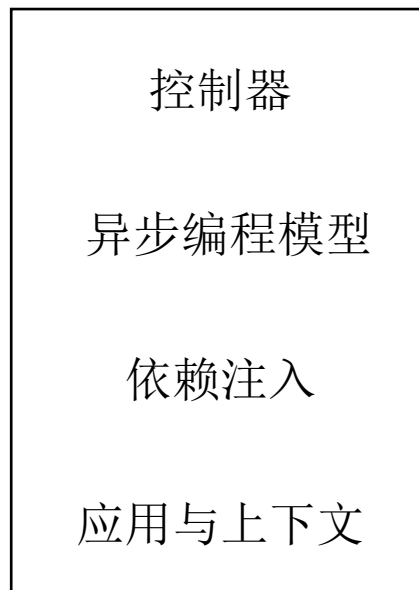 控制器
异步编程模型
依赖注入
应用与上下文